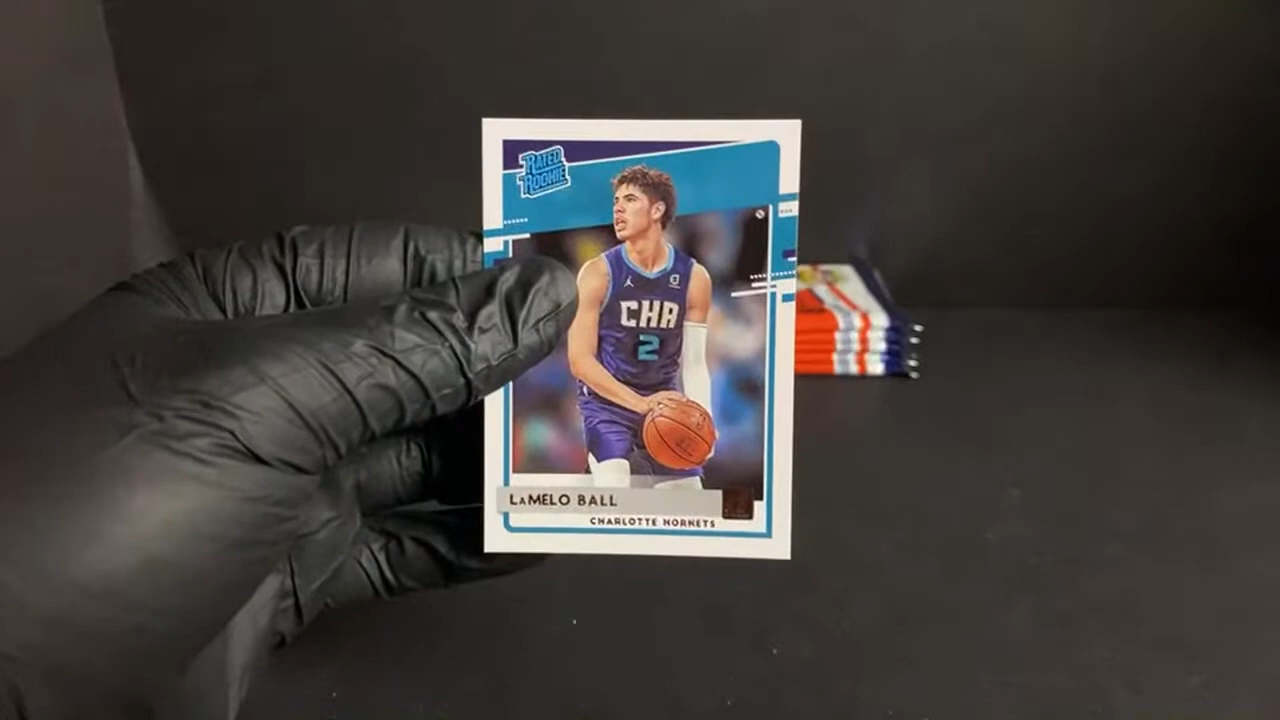 RATED
ROOKIE
CHA
2
LaMELO BALL
CHARLOTTE HORNETS